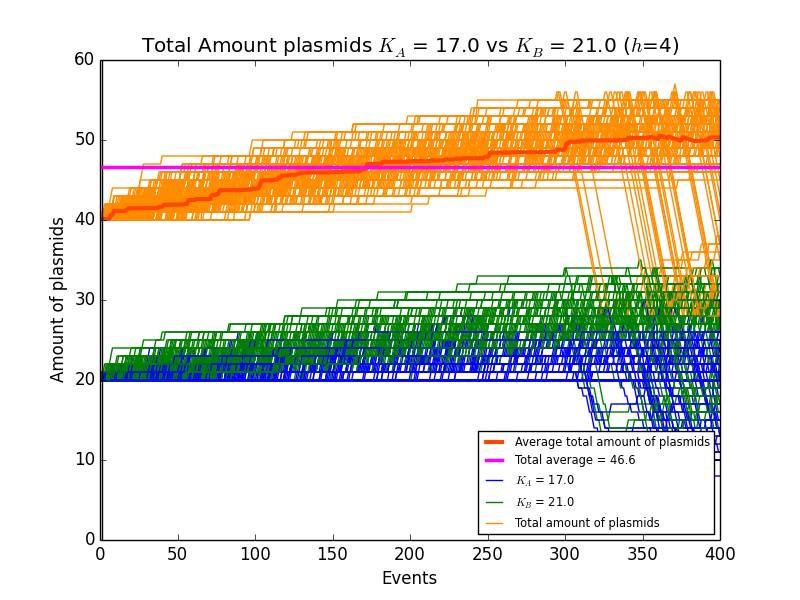 Total Amount plasmids K_A = 17.0 vs K_B = 21.0 (h=4)
60
50
40
30
20
10
0
Amount of plasmids
Average total amount of plasmids
Total average = 46.6
K_A = 17.0
K_B = 21.0
Total amount of plasmids
0 50 100 150 200 250 300 350 400
Events